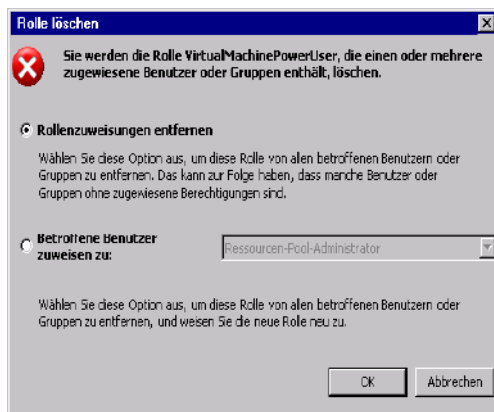 Rolle löschen
Sie werden die Rolle VirtualMachinePowerUser, die einen oder mehrere
zugewiesene Benutzer oder Gruppen enthält, löschen.
Rollenzuweisungen entfernen
Wählen Sie diese Option aus, um diese Rolle von allen betroffenen Benutzern oder
Gruppen zu entfernen. Das kann zur Folge haben, dass manche Benutzer oder
Gruppen ohne zugewiesene Berechtigungen sind.
Betroffene Benutzer
zuweisen zu:
Ressourcen-Pool-Administrator
Wählen Sie diese Option aus, um diese Rolle von allen betroffenen Benutzern oder
Gruppen zu entfernen, und weisen Sie die neue Role neu zu.
OK
Abbrechen